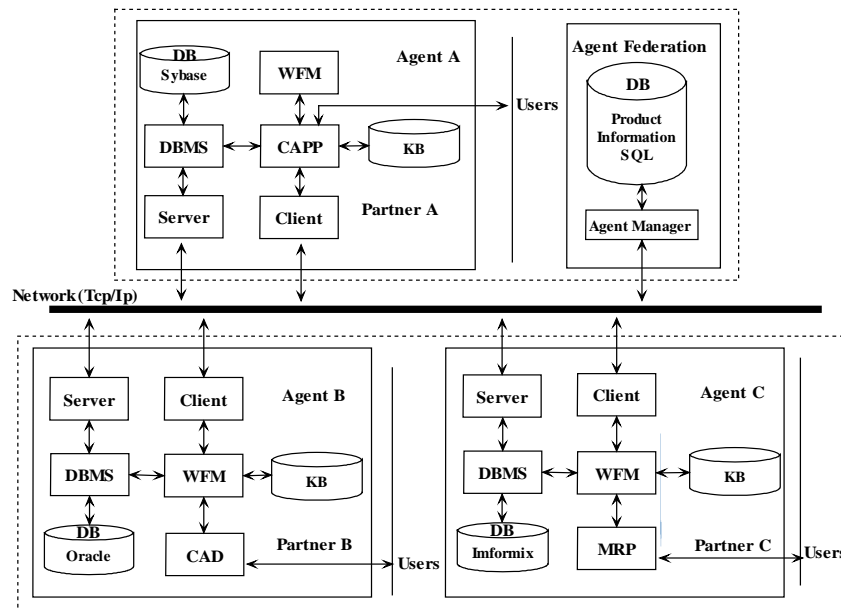 DB
Sybase
WFM
Agent A
DBMS
CAPP
KB
Users
Server
Client
Partner A
Agent Federation
DB
Product
Information
SQL
Agent Manager
Network(Tcp/Ip)
Server
Client
Agent B
DBMS
WFM
KB
DB
Oracle
CAD
Partner B
Users
Server
Client
Agent C
DBMS
WFM
KB
DB
Imformix
MRP
Partner C
Users